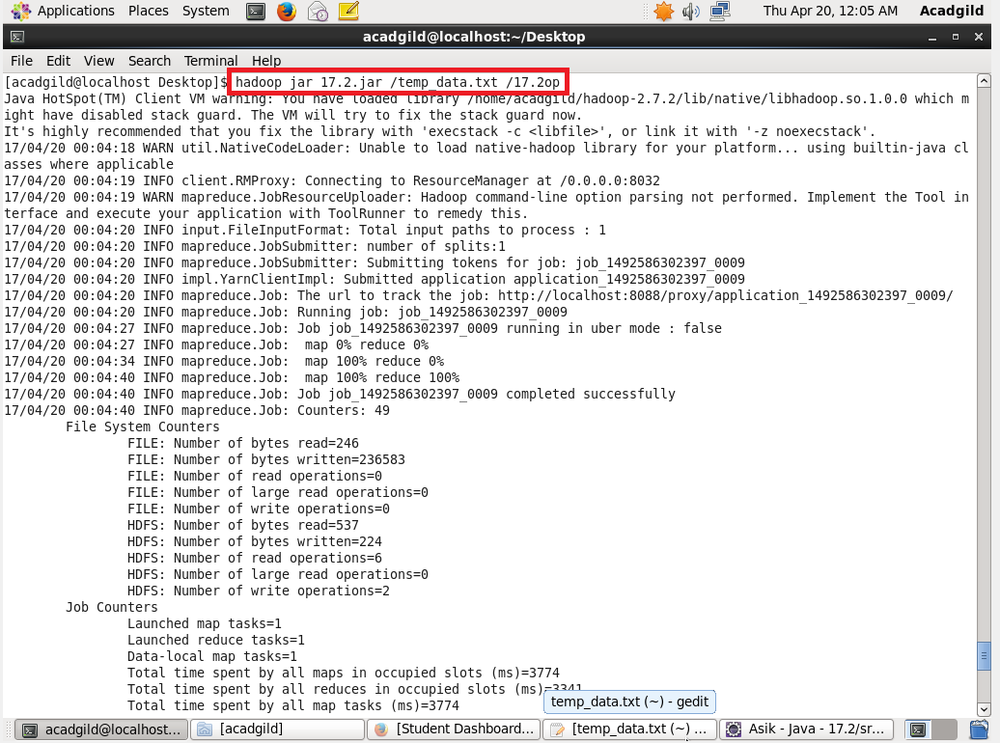 Applications Places System Thu Apr 20, 12:05 AM Acadgild
acadgild@localhost:~/Desktop
File Edit View Search Terminal Help
[acadgild@localhost Desktop]$ hadoop jar 17.2.jar /temp_data.txt /17.2op
Java HotSpot(TM) Client VM warning: You have loaded library /home/acadgild/hadoop-2.7.2/lib/native/libhadoop.so.1.0.0 which m
ight have disabled stack guard. The VM will try to fix the stack guard now.
It's highly recommended that you fix the library with 'execstack -c <libfile>', or link it with '-z noexecstack'.
17/04/20 00:04:18 WARN util.NativeCodeLoader: Unable to load native-hadoop library for your platform... using builtin-java cl
asses where applicable
17/04/20 00:04:19 INFO client.RMProxy: Connecting to ResourceManager at /0.0.0.0:8032
17/04/20 00:04:19 WARN mapreduce.JobResourceUploader: Hadoop command-line option parsing not performed. Implement the Tool in
terface and execute your application with ToolRunner to remedy this.
17/04/20 00:04:20 INFO input.FileInputFormat: Total input paths to process : 1
17/04/20 00:04:20 INFO mapreduce.JobSubmitter: number of splits:1
17/04/20 00:04:20 INFO mapreduce.JobSubmitter: Submitting tokens for job: job_1492586302397_0009
17/04/20 00:04:20 INFO impl.YarnClientImpl: Submitted application application_1492586302397_0009
17/04/20 00:04:20 INFO mapreduce.Job: The url to track the job: http://localhost:8088/proxy/application_1492586302397_0009/
17/04/20 00:04:20 INFO mapreduce.Job: Running job: job_1492586302397_0009
17/04/20 00:04:27 INFO mapreduce.Job: Job job_1492586302397_0009 running in uber mode : false
17/04/20 00:04:27 INFO mapreduce.Job:  map 0% reduce 0%
17/04/20 00:04:34 INFO mapreduce.Job:  map 100% reduce 0%
17/04/20 00:04:40 INFO mapreduce.Job:  map 100% reduce 100%
17/04/20 00:04:40 INFO mapreduce.Job: Job job_1492586302397_0009 completed successfully
17/04/20 00:04:40 INFO mapreduce.Job: Counters: 49
File System Counters
FILE: Number of bytes read=246
FILE: Number of bytes written=236583
FILE: Number of read operations=0
FILE: Number of large read operations=0
FILE: Number of write operations=0
HDFS: Number of bytes read=537
HDFS: Number of bytes written=224
HDFS: Number of read operations=6
HDFS: Number of large read operations=0
HDFS: Number of write operations=2
Job Counters
Launched map tasks=1
Launched reduce tasks=1
Data-local map tasks=1
Total time spent by all maps in occupied slots (ms)=3774
Total time spent by all reduces in occupied slots (ms)=3341
temp_data.txt (~) - gedit
Total time spent by all map tasks (ms)=3774
acadgild@localhost:... [acadgild] [Student Dashboard... [temp_data.txt (~) ... Asik - Java - 17.2/sr...